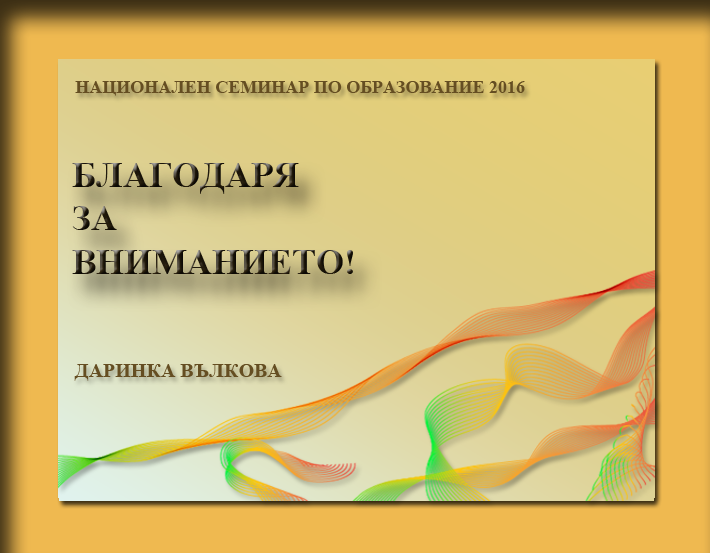 НАЦИОНАЛЕН СЕМИНАР ПО ОБРАЗОВАНИЕ 2016
БЛАГОДАРЯ
ЗА
ВНИМАНИЕТО!
ДАРИНКА ВЪЛКОВА